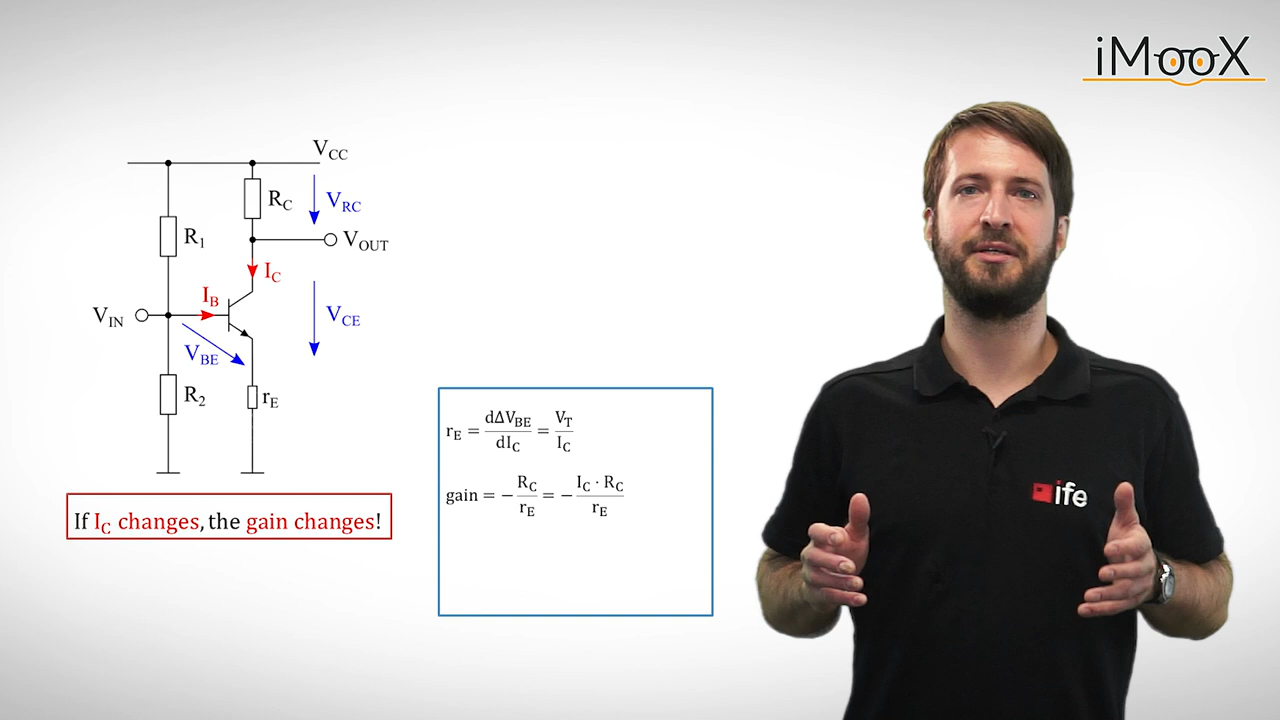 iMooX
V_CC
R_C
V_RC
R_1
V_OUT
I_C
I_B
V_IN
V_CE
V_BE
R_2
r_E
If I_C changes, the gain changes!
r_E = dΔV_BE / dI_C = V_T / I_C
gain = − R_C / r_E = − I_C · R_C / r_E
ife